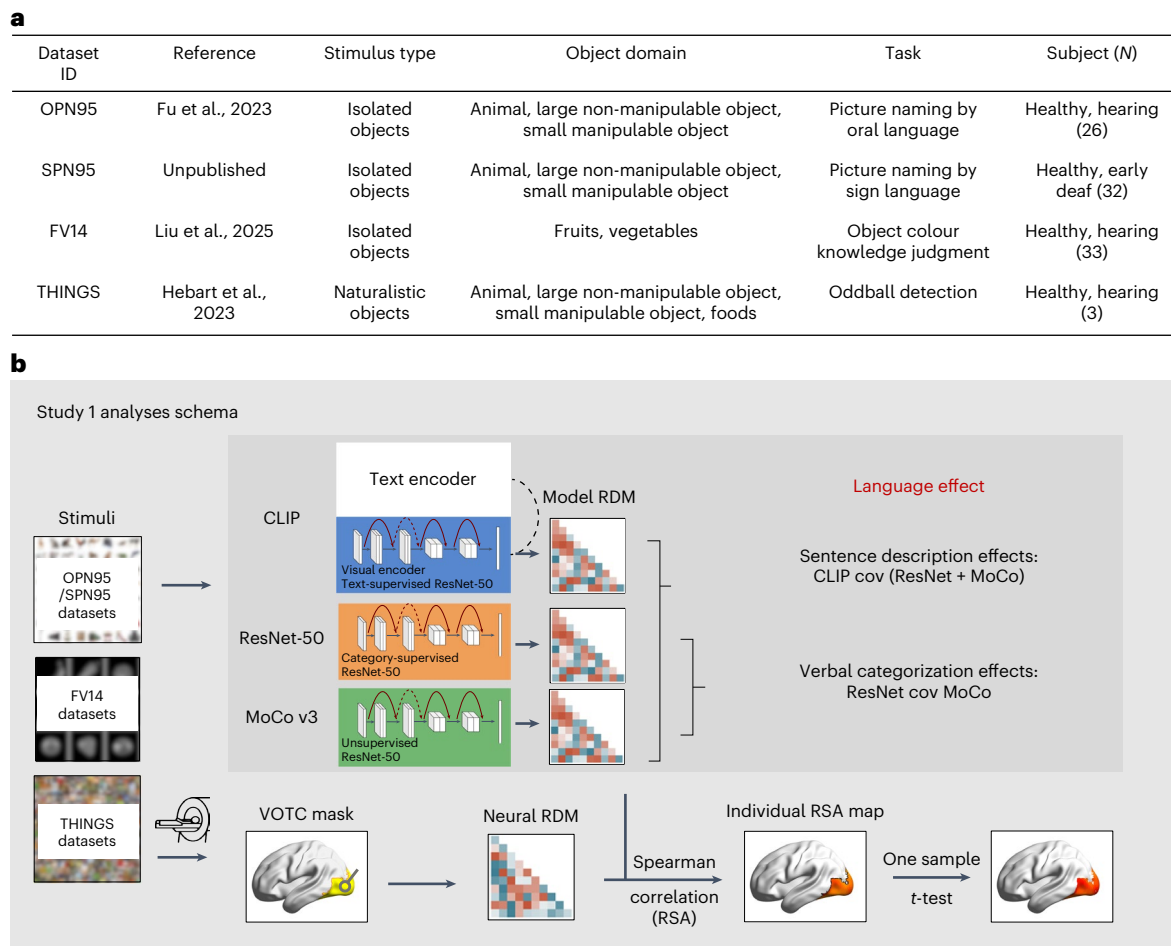 a
Dataset ID Reference Stimulus type Object domain Task Subject (N)
OPN95 Fu et al., 2023 Isolated objects Animal, large non-manipulable object, small manipulable object Picture naming by oral language Healthy, hearing (26)
SPN95 Unpublished Isolated objects Animal, large non-manipulable object, small manipulable object Picture naming by sign language Healthy, early deaf (32)
FV14 Liu et al., 2025 Isolated objects Fruits, vegetables Object colour knowledge judgment Healthy, hearing (33)
THINGS Hebart et al., 2023 Naturalistic objects Animal, large non-manipulable object, small manipulable object, foods Oddball detection Healthy, hearing (3)
b
Study 1 analyses schema
Stimuli
OPN95
/SPN95
datasets
FV14
datasets
THINGS
datasets
CLIP
Text encoder
Visual encoder
Text-supervised ResNet-50
ResNet-50
Category-supervised
ResNet-50
MoCo v3
Unsupervised
ResNet-50
Model RDM
Language effect
Sentence description effects:
CLIP cov (ResNet + MoCo)
Verbal categorization effects:
ResNet cov MoCo
VOTC mask
Neural RDM
Spearman
correlation
(RSA)
Individual RSA map
One sample
t-test